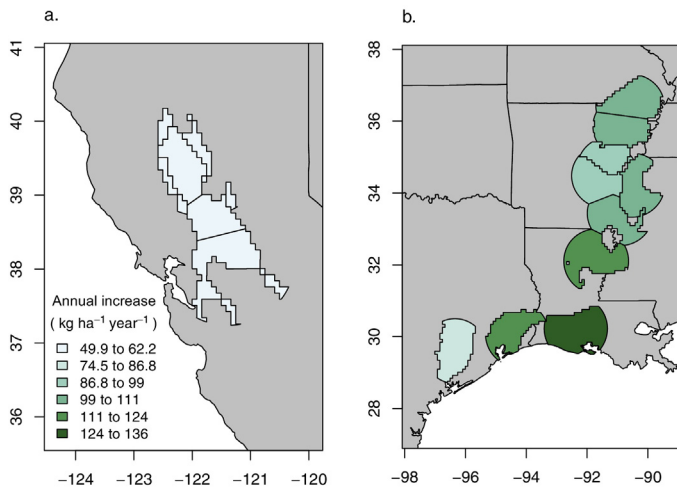 a.
41
40
39
38
37
36
Annual increase
( kg ha⁻¹ year⁻¹)
49.9 to 62.2
74.5 to 86.8
86.8 to 99
99 to 111
111 to 124
124 to 136
−124 −123 −122 −121 −120
b.
38
36
34
32
30
28
−98 −96 −94 −92 −90